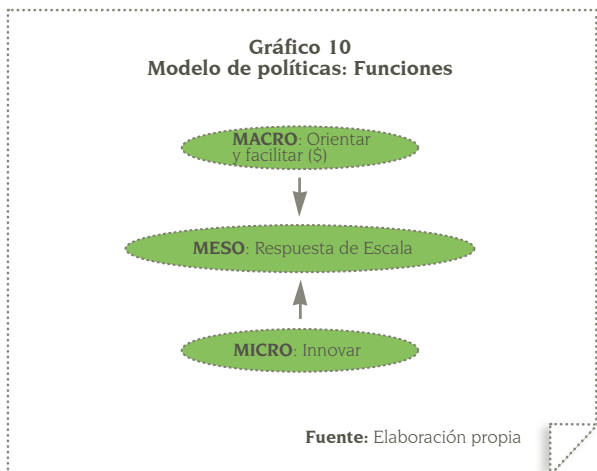 Gráfico 10
Modelo de políticas: Funciones
MACRO: Orientar
y facilitar ($)
MESO: Respuesta de Escala
MICRO: Innovar
Fuente: Elaboración propia